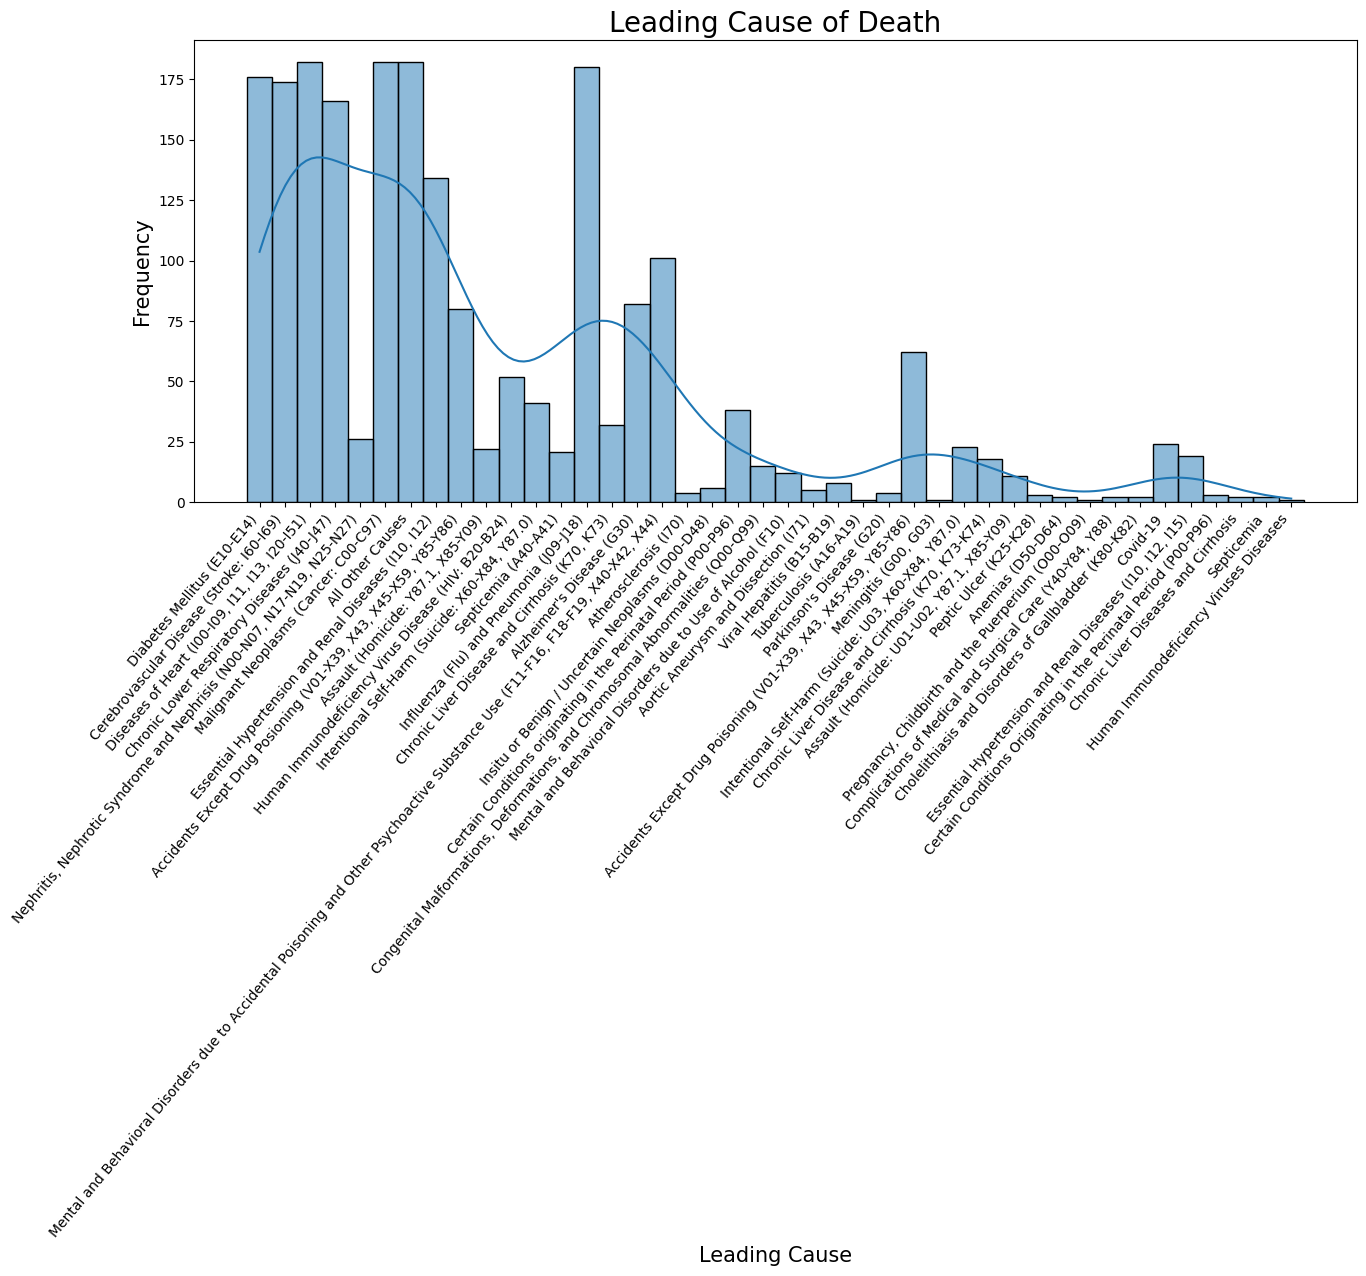 Leading Cause of Death
Frequency
175
150
125
100
75
50
25
0
Diabetes Mellitus (E10-E14)
Cerebrovascular Disease (Stroke: I60-I69)
Diseases of Heart (I00-I09, I11, I13, I20-I51)
Chronic Lower Respiratory Diseases (J40-J47)
Nephritis, Nephrotic Syndrome and Nephrisis (N00-N07, N17-N19, N25-N27)
Malignant Neoplasms (Cancer: C00-C97)
All Other Causes
Essential Hypertension and Renal Diseases (I10, I12)
Accidents Except Drug Posioning (V01-X39, X43, X45-X59, Y85-Y86)
Assault (Homicide: Y87.1, X85-Y09)
Human Immunodeficiency Virus Disease (HIV: B20-B24)
Intentional Self-Harm (Suicide: X60-X84, Y87.0)
Septicemia (A40-A41)
Influenza (Flu) and Pneumonia (J09-J18)
Chronic Liver Disease and Cirrhosis (K70, K73)
Alzheimer's Disease (G30)
Mental and Behavioral Disorders due to Accidental Poisoning and Other Psychoactive Substance Use (F11-F16, F18-F19, X40-X42, X44)
Atherosclerosis (I70)
Insitu or Benign / Uncertain Neoplasms (D00-D48)
Certain Conditions originating in the Perinatal Period (P00-P96)
Congenital Malformations, Deformations, and Chromosomal Abnormalities (Q00-Q99)
Mental and Behavioral Disorders due to Use of Alcohol (F10)
Aortic Aneurysm and Dissection (I71)
Viral Hepatitis (B15-B19)
Tuberculosis (A16-A19)
Parkinson's Disease (G20)
Accidents Except Drug Poisoning (V01-X39, X43, X45-X59, Y85-Y86)
Meningitis (G00, G03)
Intentional Self-Harm (Suicide: U03, X60-X84, Y87.0)
Chronic Liver Disease and Cirrhosis (K70, K73-K74)
Assault (Homicide: U01-U02, Y87.1, X85-Y09)
Peptic Ulcer (K25-K28)
Anemias (D50-D64)
Pregnancy, Childbirth and the Puerperium (O00-O09)
Complications of Medical and Surgical Care (Y40-Y84, Y88)
Cholelithiasis and Disorders of Gallbladder (K80-K82)
Covid-19
Essential Hypertension and Renal Diseases (I10, I12, I15)
Certain Conditions Originating in the Perinatal Period (P00-P96)
Chronic Liver Diseases and Cirrhosis
Septicemia
Human Immunodeficiency Viruses Diseases
Leading Cause